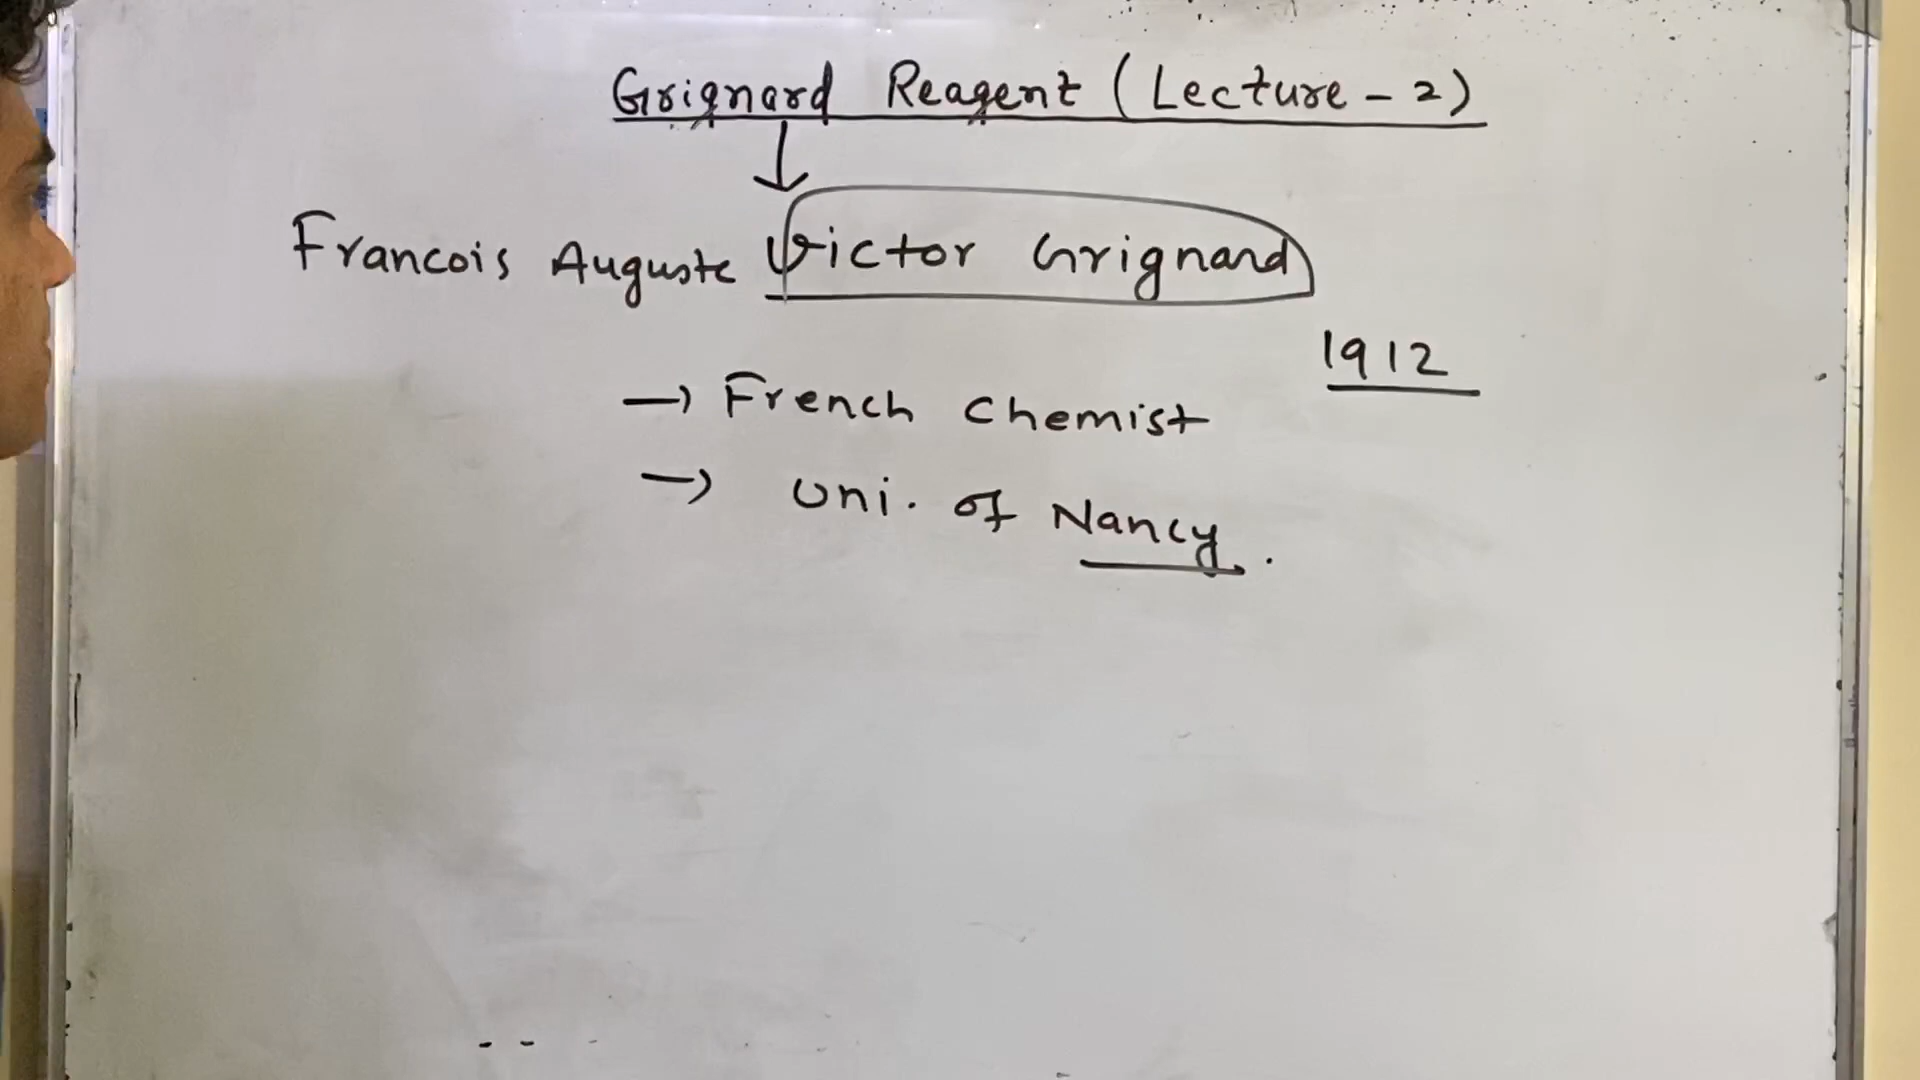 Grignard Reagent (Lecture - 2)
Francois Auguste Victor Grignard
1912
→ French Chemist
→ Uni. of Nancy.